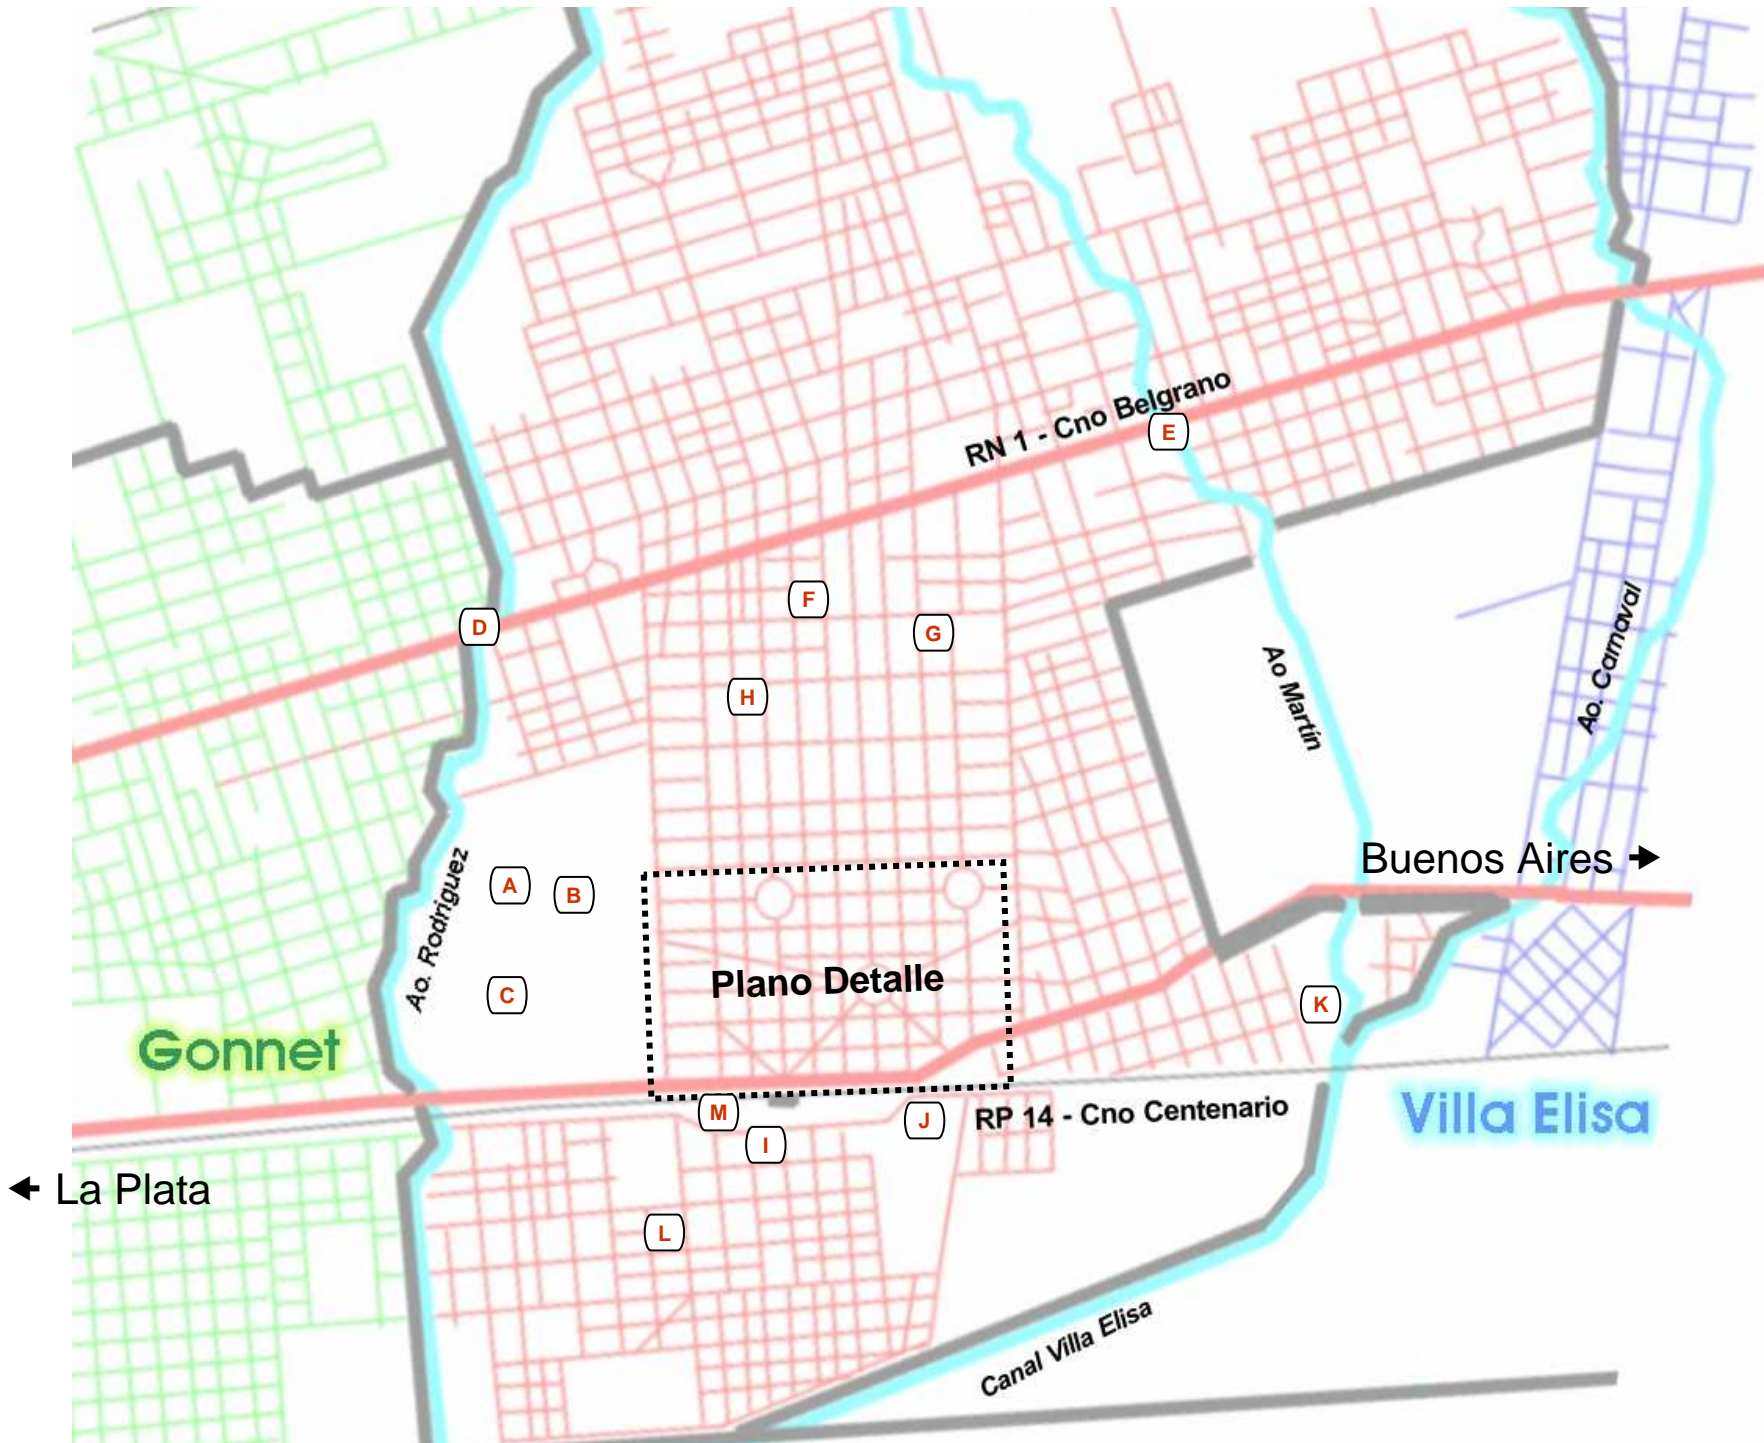 RN 1 - Cno Belgrano
E
F
D
G
H
Ao Martín
Ao. Carnaval
Buenos Aires
A
B
Ao. Rodriguez
Plano Detalle
C
K
Gonnet
M
J
RP 14 - Cno Centenario
Villa Elisa
I
La Plata
L
Canal Villa Elisa